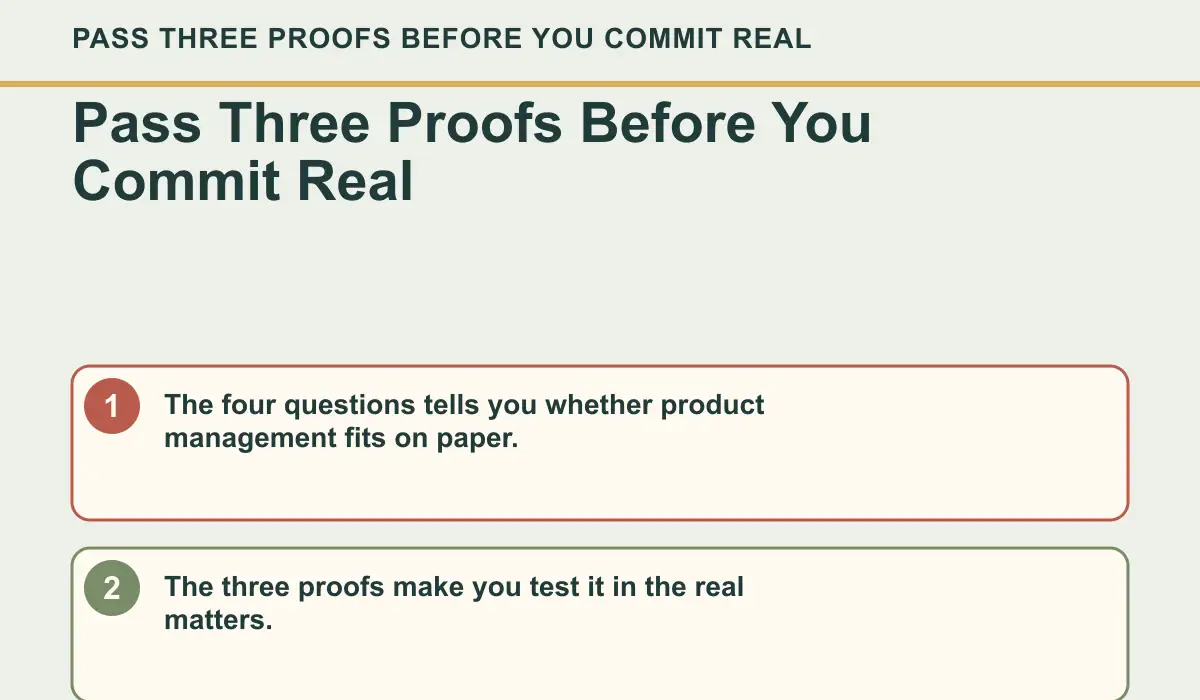 PASS THREE PROOFS BEFORE YOU COMMIT REAL
Pass Three Proofs Before You
Commit Real
1
The four questions tells you whether product
management fits on paper.
2
The three proofs make you test it in the real
matters.